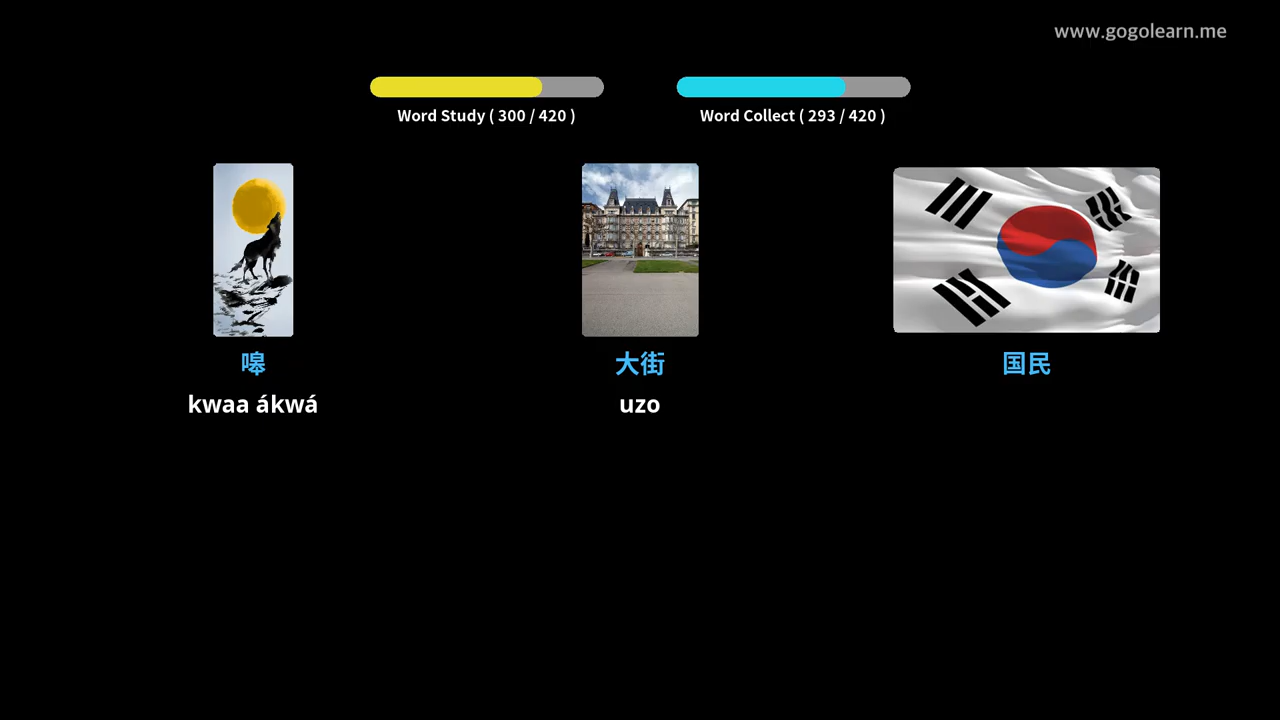 www.gogolearn.me
Word Study ( 300 / 420 )
Word Collect ( 293 / 420 )
嗥
大街
国民
kwaa ákwá
uzo